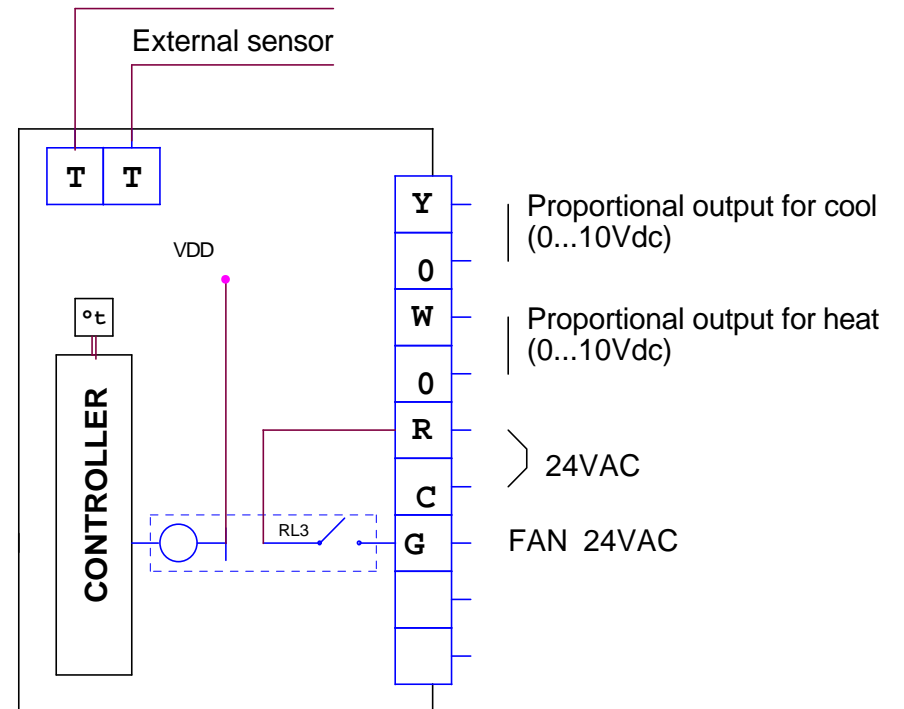 External sensor
T T
Y
Proportional output for cool
(0...10Vdc)
VDD
0
°t
W
Proportional output for heat
(0...10Vdc)
0
CONTROLLER
R
24VAC
C
RL3
G
FAN 24VAC